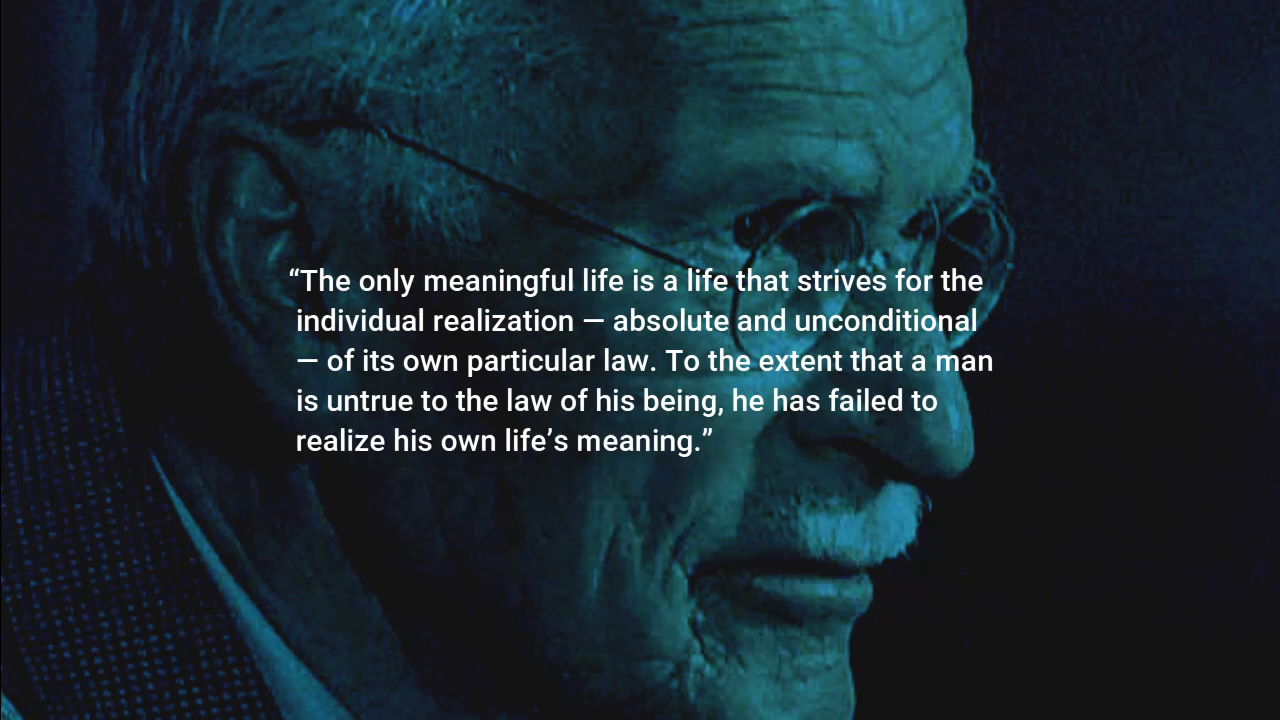 “The only meaningful life is a life that strives for the
individual realization — absolute and unconditional
— of its own particular law. To the extent that a man
is untrue to the law of his being, he has failed to
realize his own life’s meaning.”